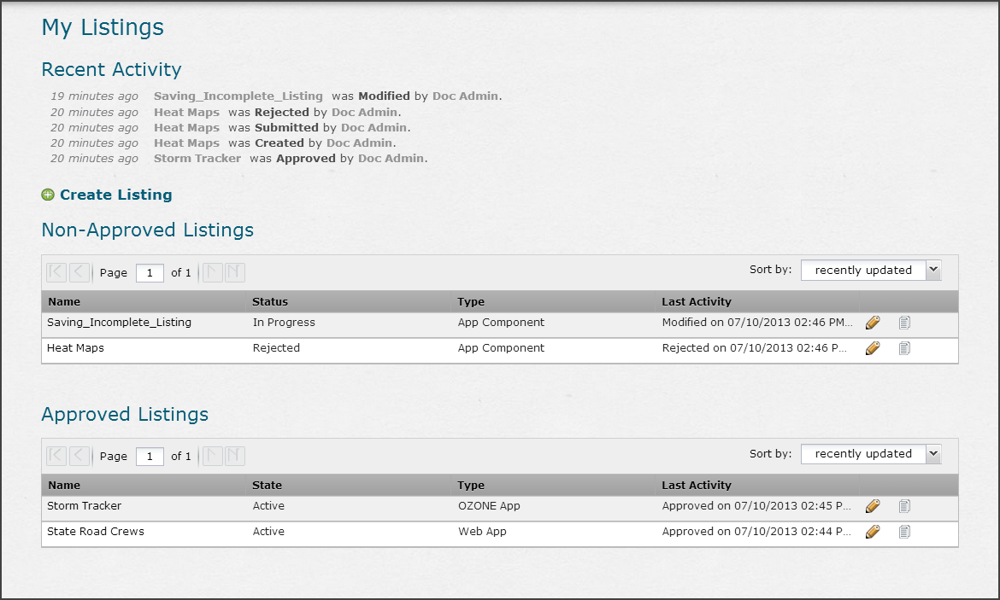 My Listings
Recent Activity
19 minutes ago Saving_Incomplete_Listing was Modified by Doc Admin.
20 minutes ago Heat Maps was Rejected by Doc Admin.
20 minutes ago Heat Maps was Submitted by Doc Admin.
20 minutes ago Heat Maps was Created by Doc Admin.
20 minutes ago Storm Tracker was Approved by Doc Admin.
Create Listing
Non-Approved Listings
Page 1 of 1 Sort by: recently updated
Name Status Type Last Activity
Saving_Incomplete_Listing In Progress App Component Modified on 07/10/2013 02:46 PM...
Heat Maps Rejected App Component Rejected on 07/10/2013 02:46 P...
Approved Listings
Page 1 of 1 Sort by: recently updated
Name State Type Last Activity
Storm Tracker Active OZONE App Approved on 07/10/2013 02:45 P...
State Road Crews Active Web App Approved on 07/10/2013 02:44 P...